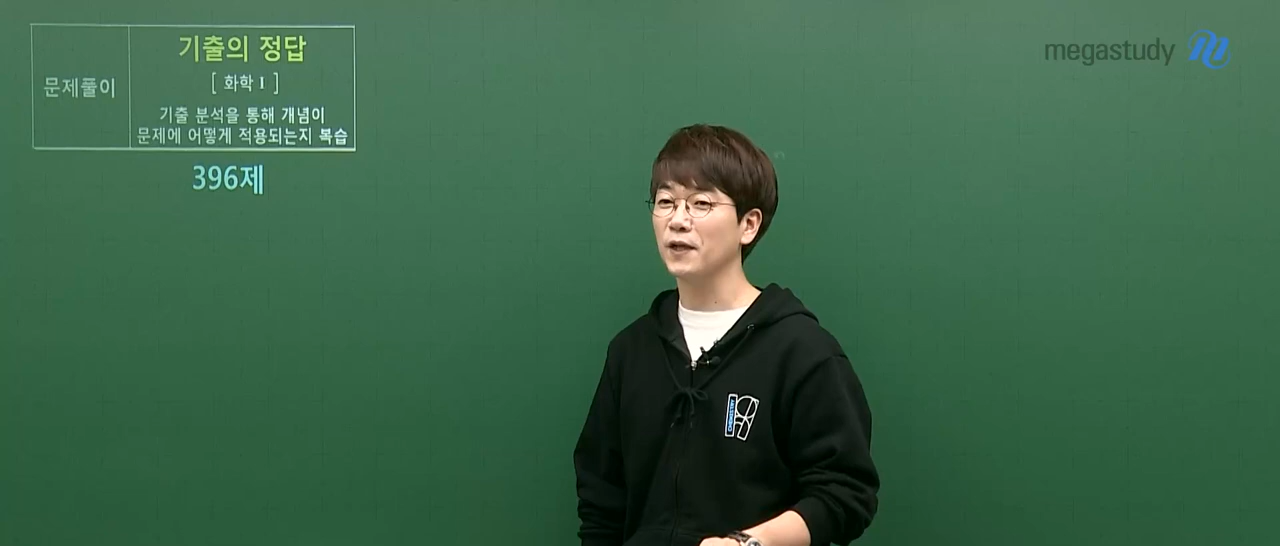 문제풀이
기출의 정답
[ 화학 I ]
기출 분석을 통해 개념이
문제에 어떻게 적용되는지 복습
396제
megastudy
CHEMISTRY